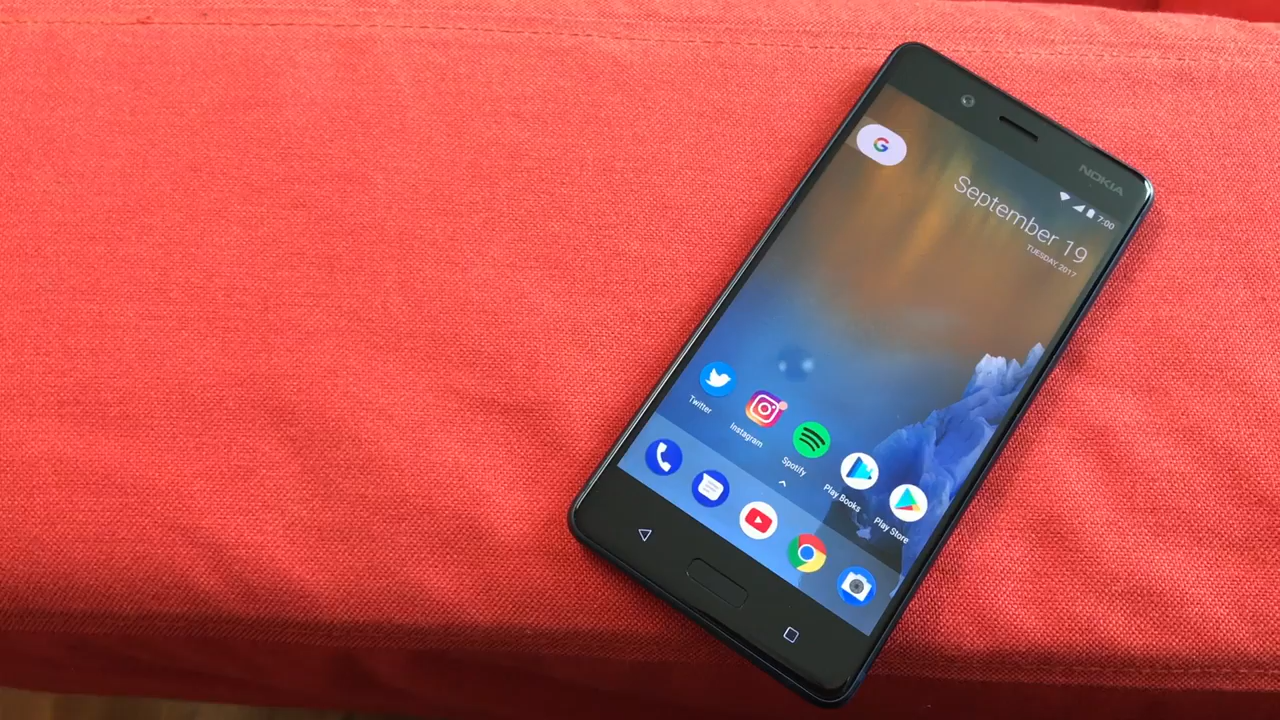 NOKIA
7:00
September 19
TUESDAY, 2017
Twitter
Instagram
Spotify
Play Books
Play Store